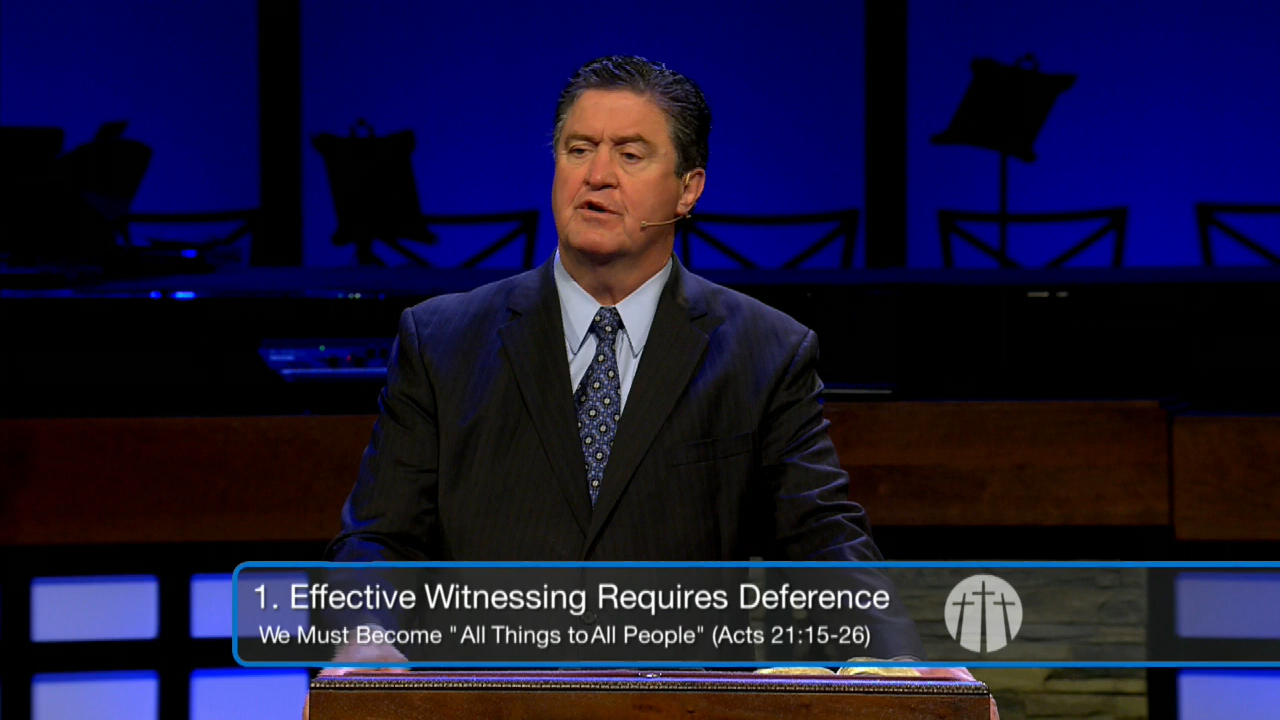 1. Effective Witnessing Requires Deference
We Must Become "All Things to All People" (Acts 21:15-26)